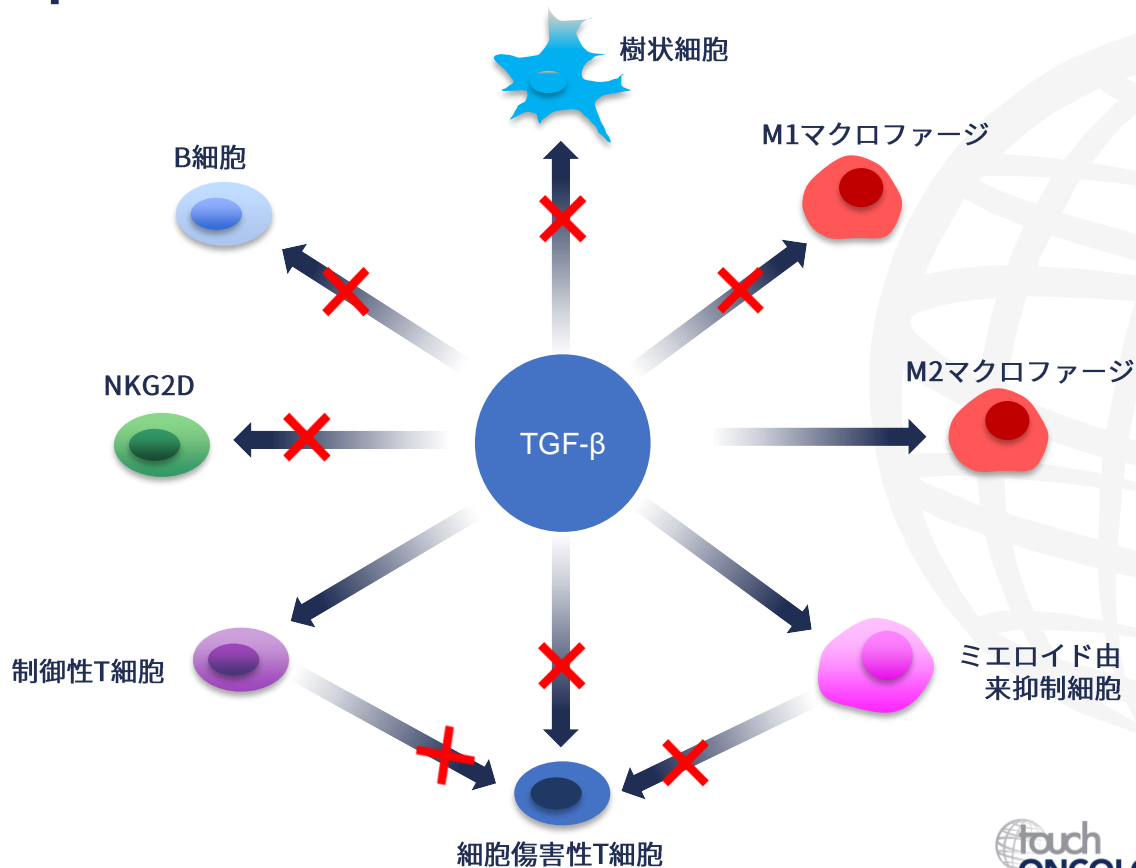 樹状細胞
M1マクロファージ
B細胞
M2マクロファージ
NKG2D
TGF-β
ミエロイド由
来抑制細胞
制御性T細胞
細胞傷害性T細胞
touch